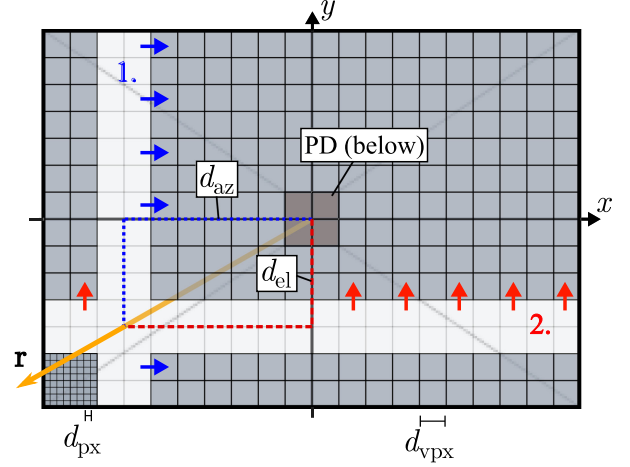 y
1.
PD (below)
d_az
x
d_el
2.
r
d_px
d_vpx